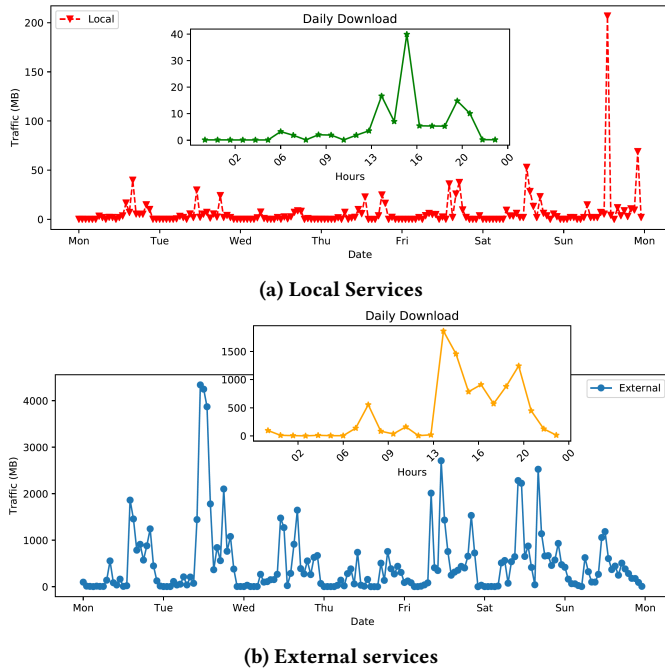 Daily Download
Local
200
150
100
50
0
Traffic (MB)
40
30
20
10
0
02 06 09 13 16 20 00
Hours
Mon Tue Wed Thu Fri Sat Sun Mon
Date
(a) Local Services
Daily Download
External
4000
3000
2000
1000
0
Traffic (MB)
1500
1000
500
0
02 06 09 13 16 20 00
Hours
Mon Tue Wed Thu Fri Sat Sun Mon
Date
(b) External services